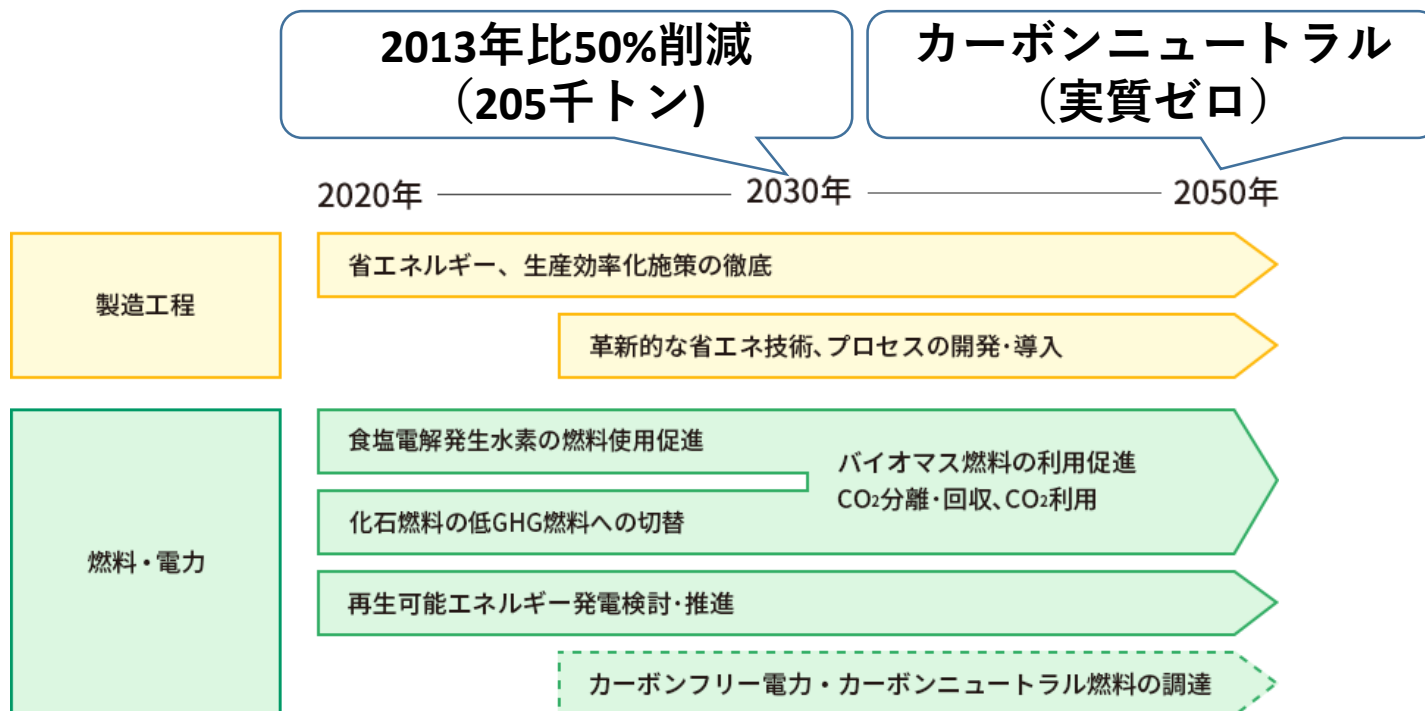 2013年比50%削減
（205千トン)
カーボンニュートラル
（実質ゼロ）
2020年
2030年
2050年
製造工程
省エネルギー、生産効率化施策の徹底
革新的な省エネ技術、プロセスの開発･導入
燃料・電力
食塩電解発生水素の燃料使用促進
化石燃料の低GHG燃料への切替
バイオマス燃料の利用促進
CO₂分離･回収、CO₂利用
再生可能エネルギー発電検討･推進
カーボンフリー電力・カーボンニュートラル燃料の調達